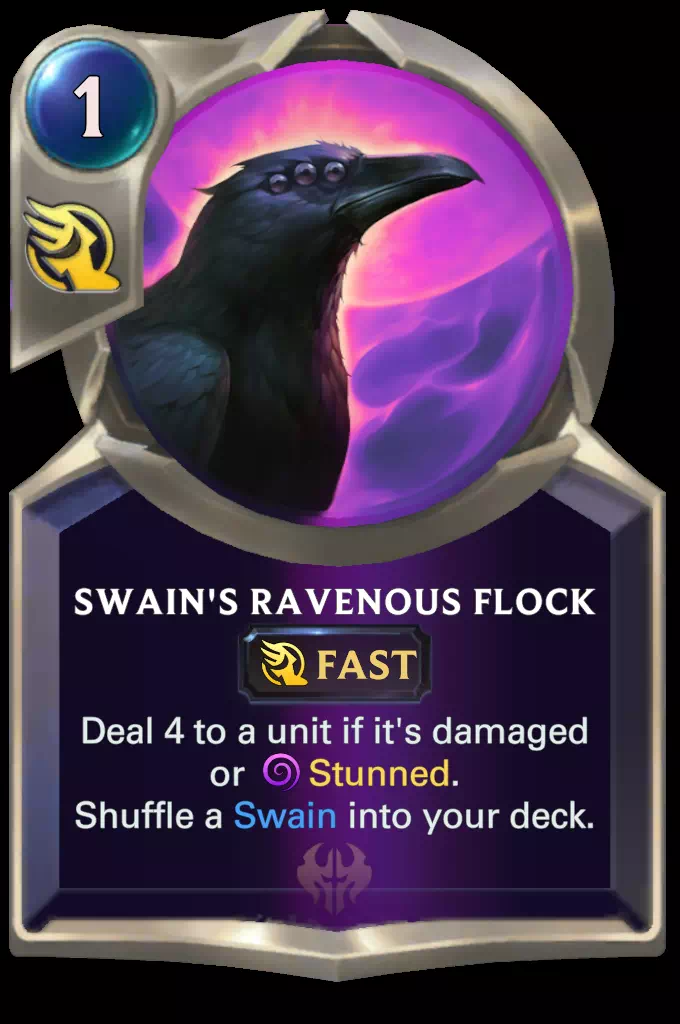 1
SWAIN'S RAVENOUS FLOCK
FAST
Deal 4 to a unit if it's damaged
or Stunned.
Shuffle a Swain into your deck.